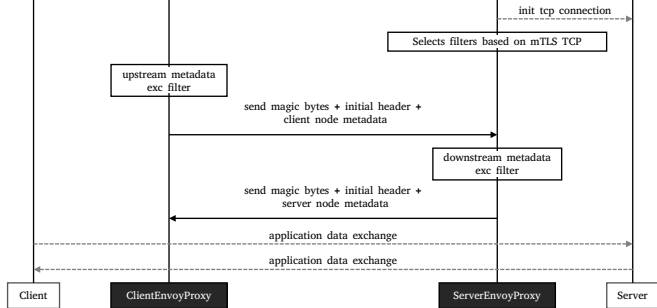 init tcp connection
Selects filters based on mTLS TCP
upstream metadata
exc filter
send magic bytes + initial header +
client node metadata
downstream metadata
exc filter
send magic bytes + initial header +
server node metadata
application data exchange
application data exchange
Client
ClientEnvoyProxy
ServerEnvoyProxy
Server